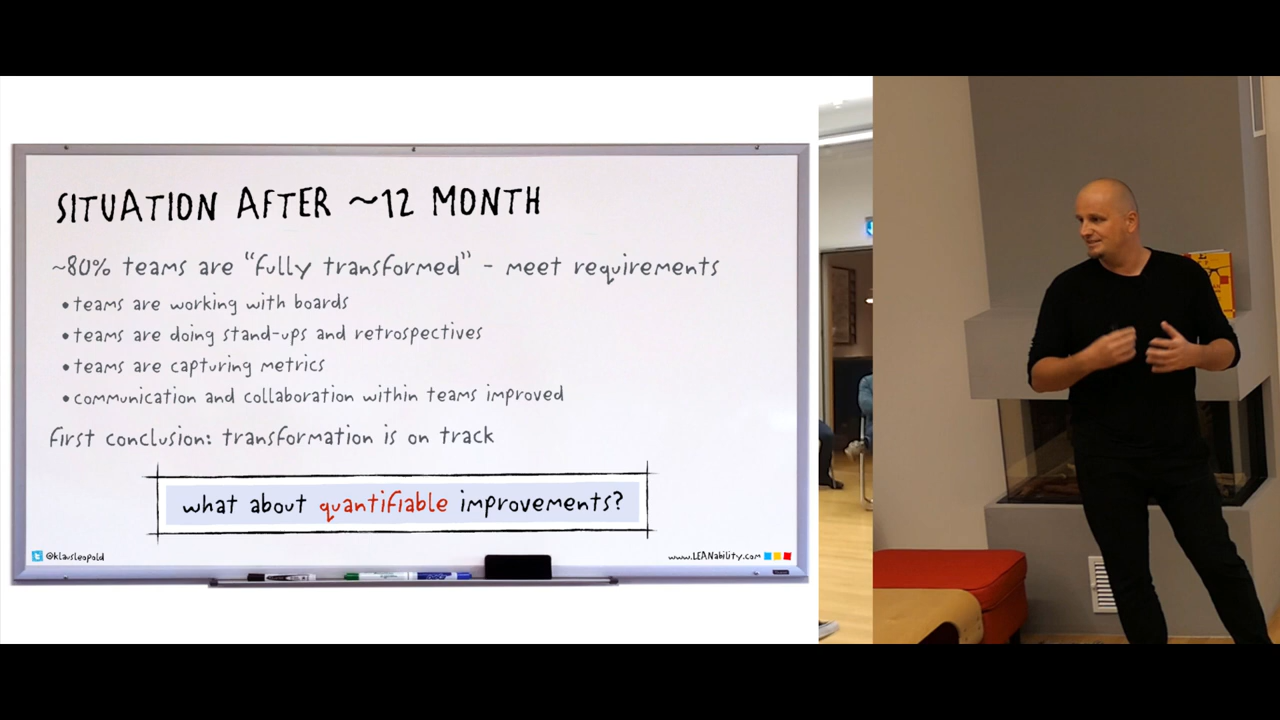 SITUATION AFTER ~12 MONTH
~80% teams are "fully transformed" - meet requirements
• teams are working with boards
• teams are doing stand-ups and retrospectives
• teams are capturing metrics
• communication and collaboration within teams improved
first conclusion: transformation is on track
what about quantifiable improvements?
@klausleopold
www.LEANability.com